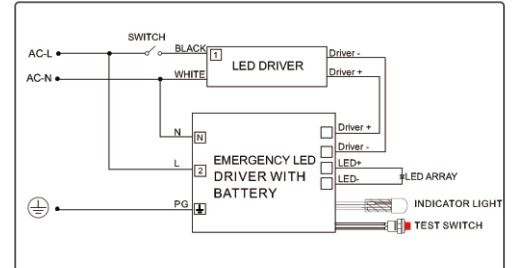 SWITCH
AC-L
BLACK
1
LED DRIVER
Driver -
AC-N
WHITE
Driver +
N
N
Driver +
Driver -
L
2
EMERGENCY LED
DRIVER WITH
BATTERY
LED+
LED-
LED ARRAY
PG
INDICATOR LIGHT
TEST SWITCH